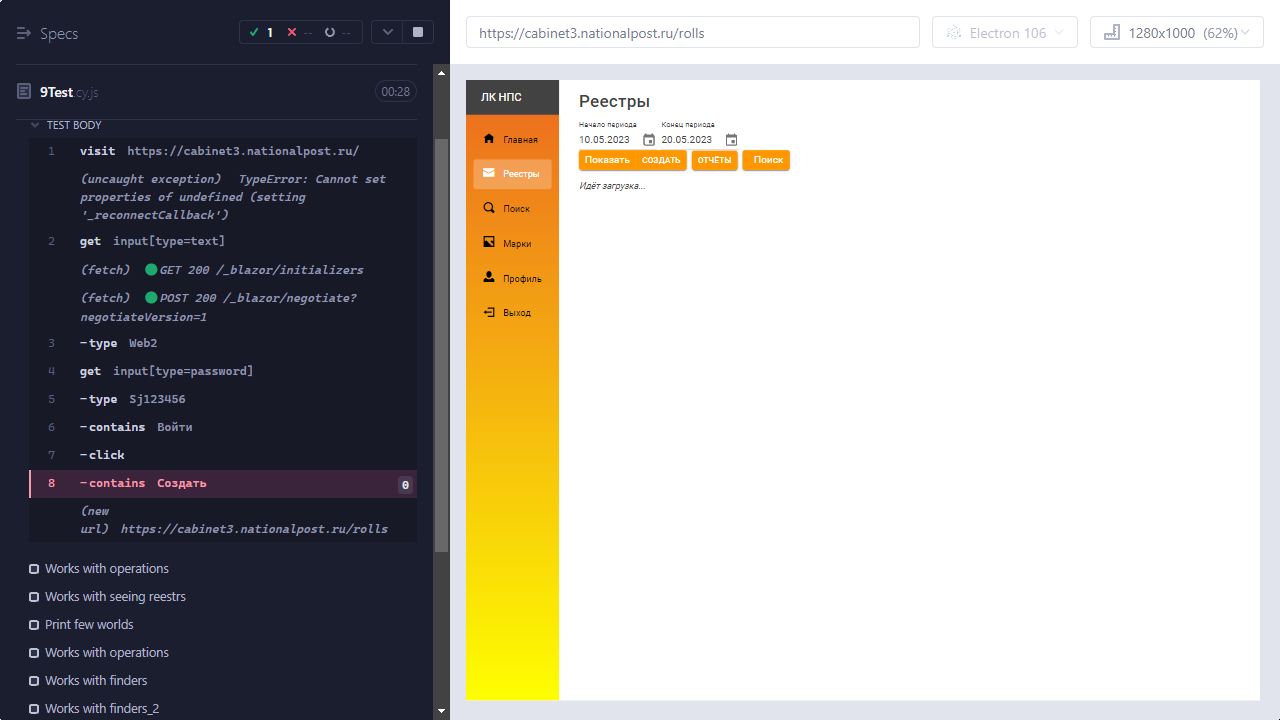 Specs
1
--
--
9Test.cy.js
00:28
TEST BODY
1 visit https://cabinet3.nationalpost.ru/
(uncaught exception) TypeError: Cannot set
properties of undefined (setting
'_reconnectCallback')
2 get input[type=text]
(fetch) GET 200 /_blazor/initializers
(fetch) POST 200 /_blazor/negotiate?
negotiateVersion=1
3 -type Web2
4 get input[type=password]
5 -type Sj123456
6 -contains Войти
7 -click
8 -contains Создать 0
(new
url) https://cabinet3.nationalpost.ru/rolls
Works with operations
Works with seeing reestrs
Print few worlds
Works with operations
Works with finders
Works with finders_2
https://cabinet3.nationalpost.ru/rolls
Electron 106
1280x1000 (62%)
ЛК НПС
Главная
Реестры
Поиск
Марки
Профиль
Выход
Реестры
Начало периода Конец периода
10.05.2023 20.05.2023
Показать СОЗДАТЬ ОТЧЁТЫ Поиск
Идёт загрузка...